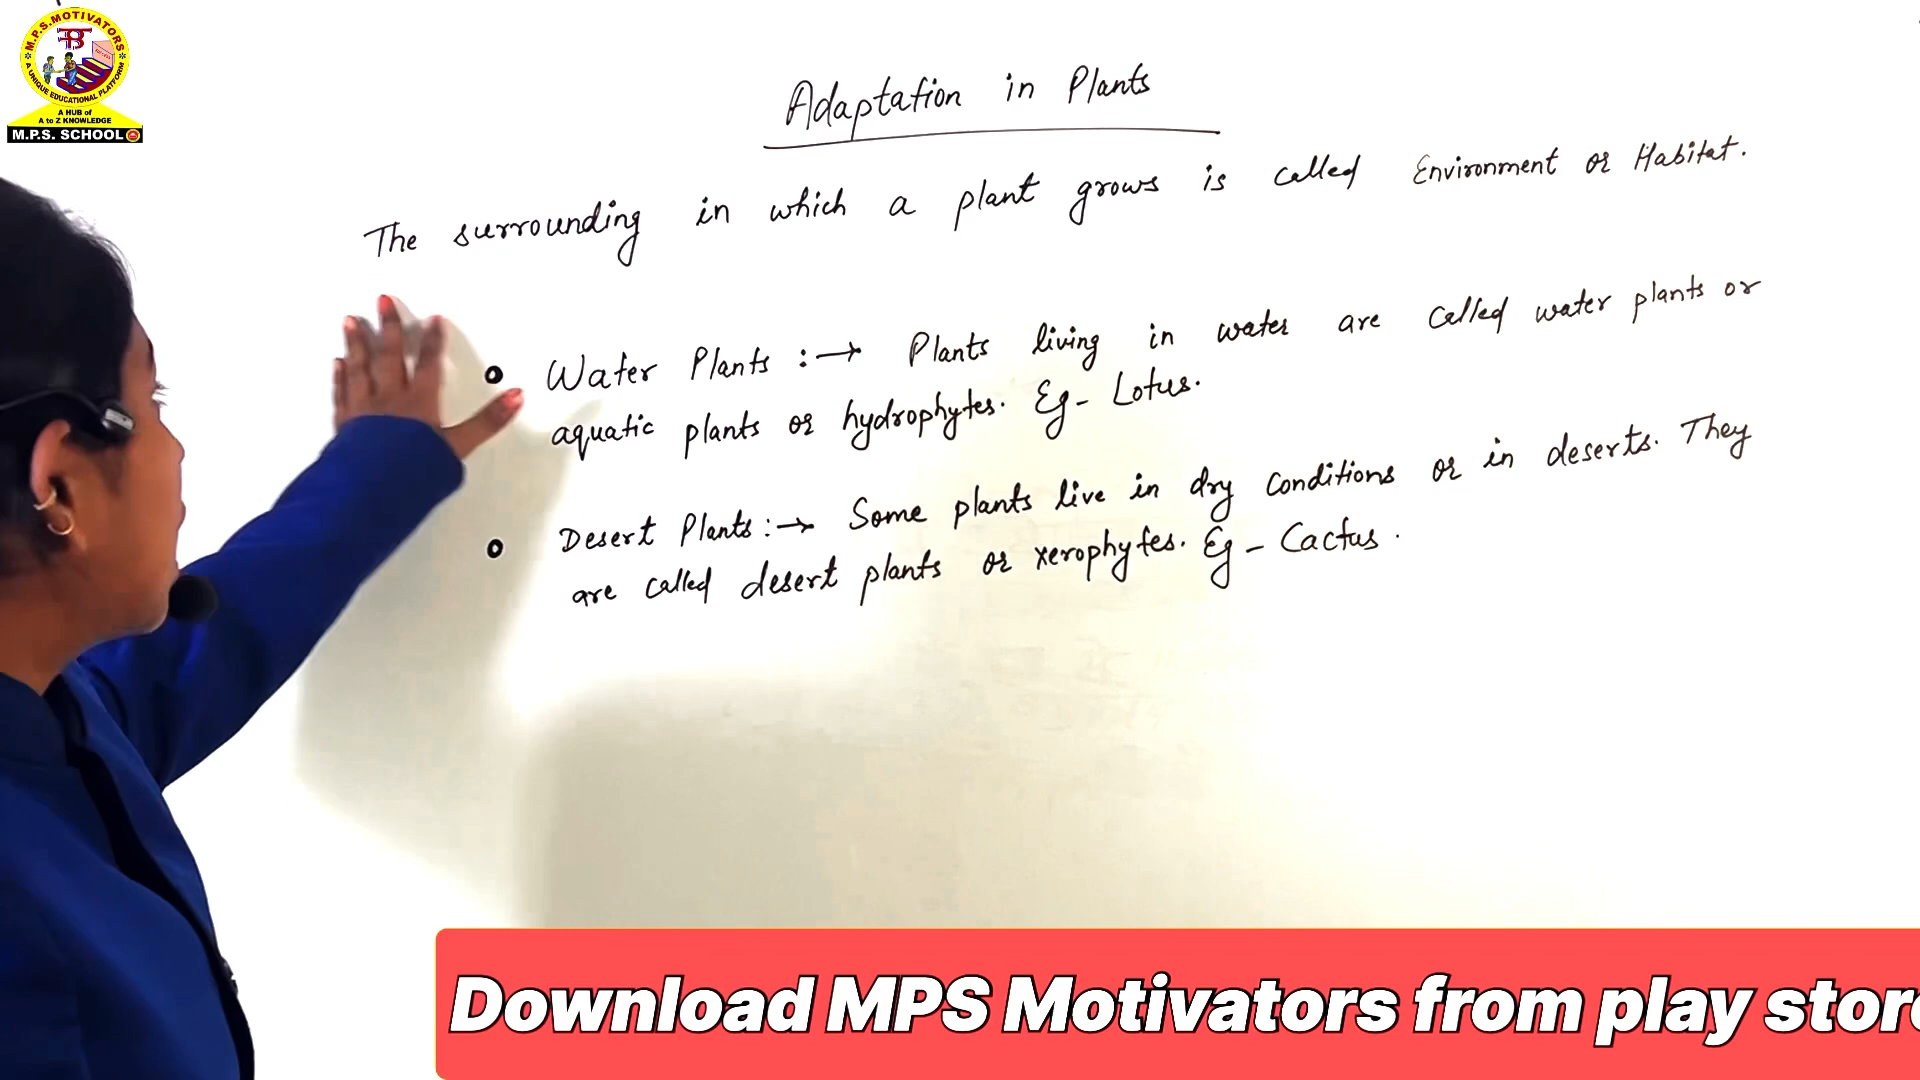 M.P.S. MOTIVATORS
A UNIQUE EDUCATIONAL PLATFORM
A HUB of
A to Z KNOWLEDGE
M.P.S. SCHOOL
Adaptation in Plants
The surrounding in which a plant grows is called Environment or Habitat.
Water Plants :→ Plants living in water are called water plants or
aquatic plants or hydrophytes. Eg- Lotus.
Desert Plants :→ Some plants live in dry conditions or in deserts. They
are called desert plants or xerophytes. Eg - Cactus.
Download MPS Motivators from play store